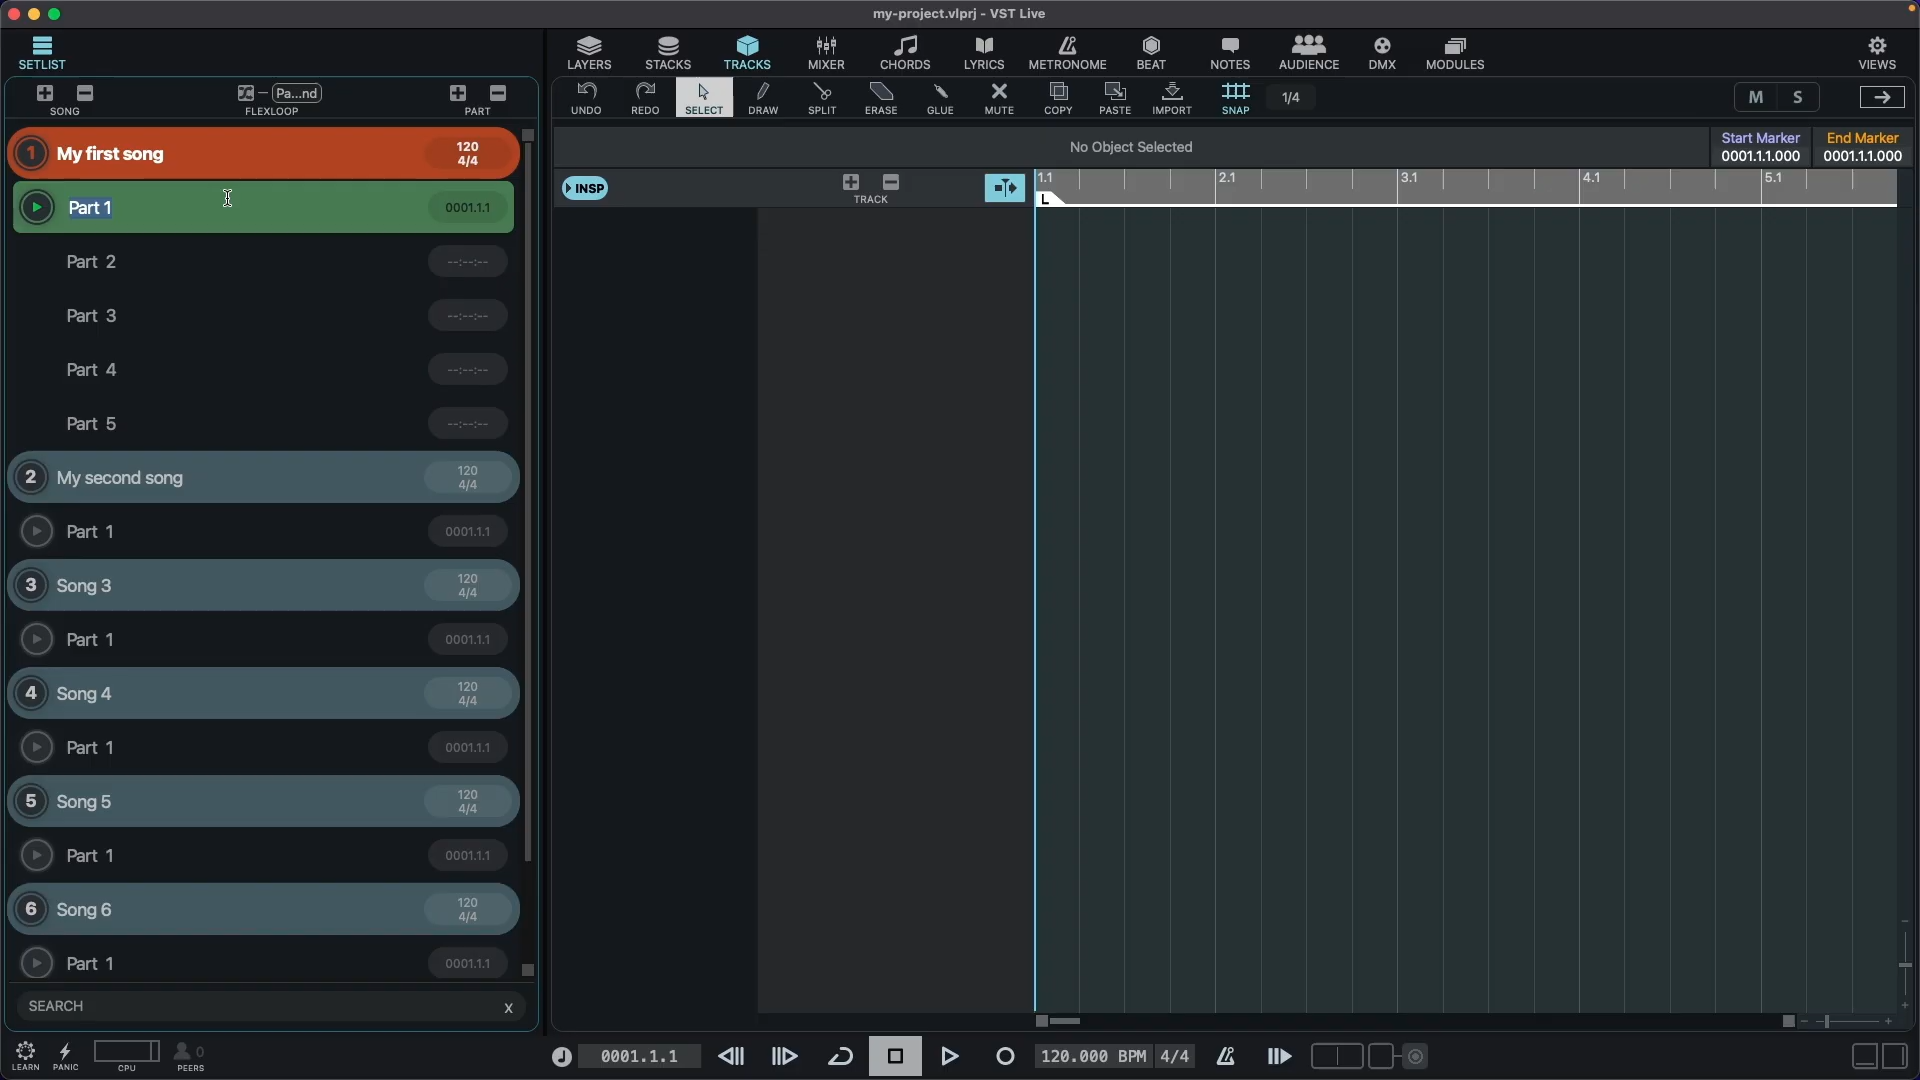 my-project.vlprj - VST Live
SETLIST
LAYERS
STACKS
TRACKS
MIXER
CHORDS
LYRICS
METRONOME
BEAT
NOTES
AUDIENCE
DMX
MODULES
VIEWS
SONG
Pa...nd
FLEXLOOP
PART
UNDO
REDO
SELECT
DRAW
SPLIT
ERASE
GLUE
MUTE
COPY
PASTE
IMPORT
SNAP
1/4
M
S
No Object Selected
Start Marker
0001.1.1.000
End Marker
0001.1.1.000
INSP
TRACK
1.1
2.1
3.1
4.1
5.1
L
1
My first song
120
4/4
Part 1
0001.1.1
Part 2
--:--:--
Part 3
--:--:--
Part 4
--:--:--
Part 5
--:--:--
2
My second song
120
4/4
Part 1
0001.1.1
3
Song 3
120
4/4
Part 1
0001.1.1
4
Song 4
120
4/4
Part 1
0001.1.1
5
Song 5
120
4/4
Part 1
0001.1.1
6
Song 6
120
4/4
Part 1
0001.1.1
SEARCH
x
LEARN
PANIC
CPU
0
PEERS
0001.1.1
120.000 BPM
4/4